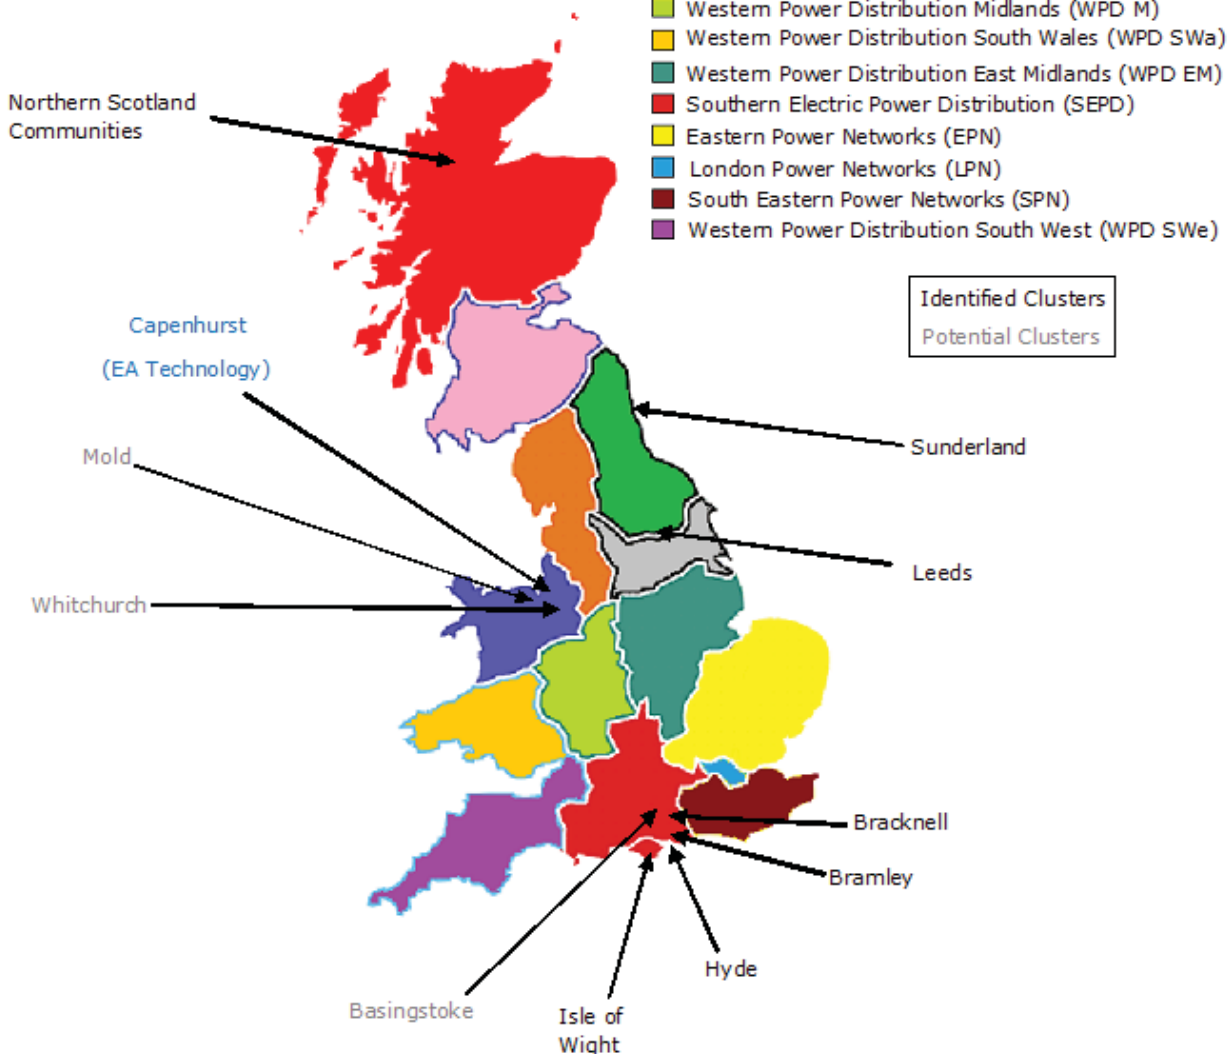 Western Power Distribution Midlands (WPD M)
Western Power Distribution South Wales (WPD SWa)
Western Power Distribution East Midlands (WPD EM)
Southern Electric Power Distribution (SEPD)
Eastern Power Networks (EPN)
London Power Networks (LPN)
South Eastern Power Networks (SPN)
Western Power Distribution South West (WPD SWe)
Northern Scotland
Communities
Identified Clusters
Potential Clusters
Capenhurst
(EA Technology)
Mold
Sunderland
Leeds
Whitchurch
Bracknell
Bramley
Hyde
Basingstoke
Isle of
Wight